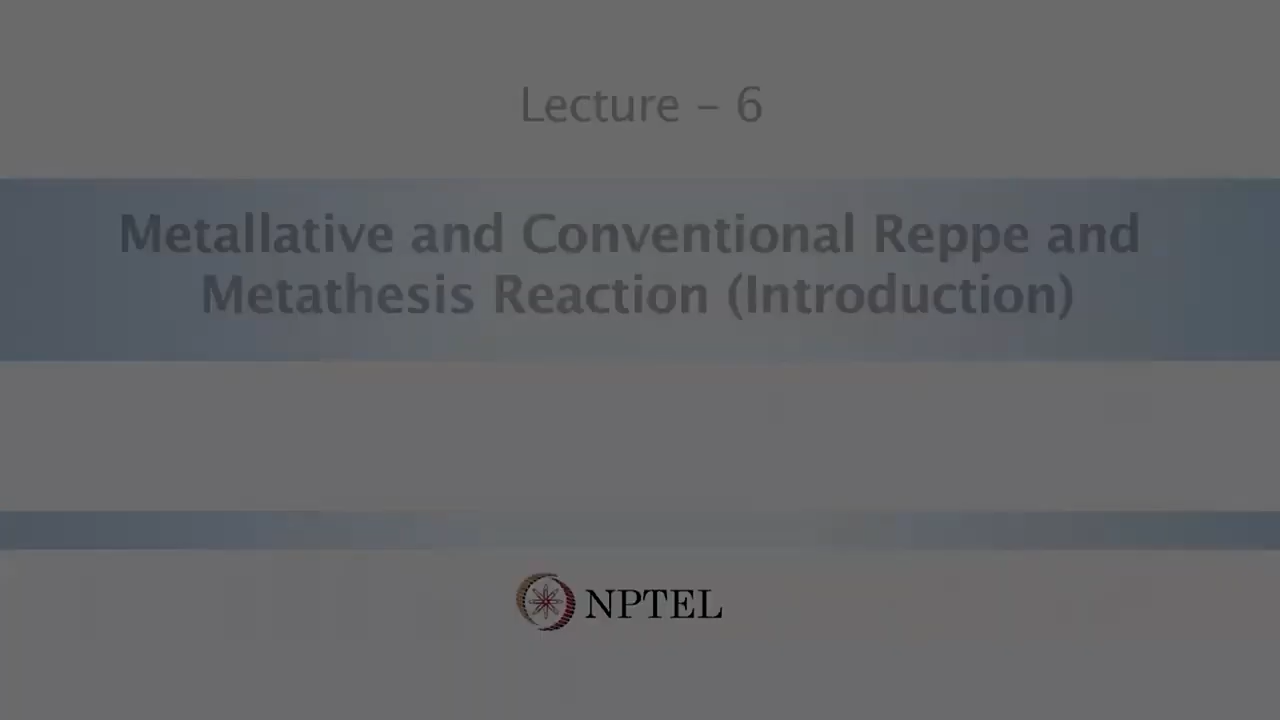 Lecture – 6
Metallative and Conventional Reppe and
Metathesis Reaction (Introduction)
NPTEL